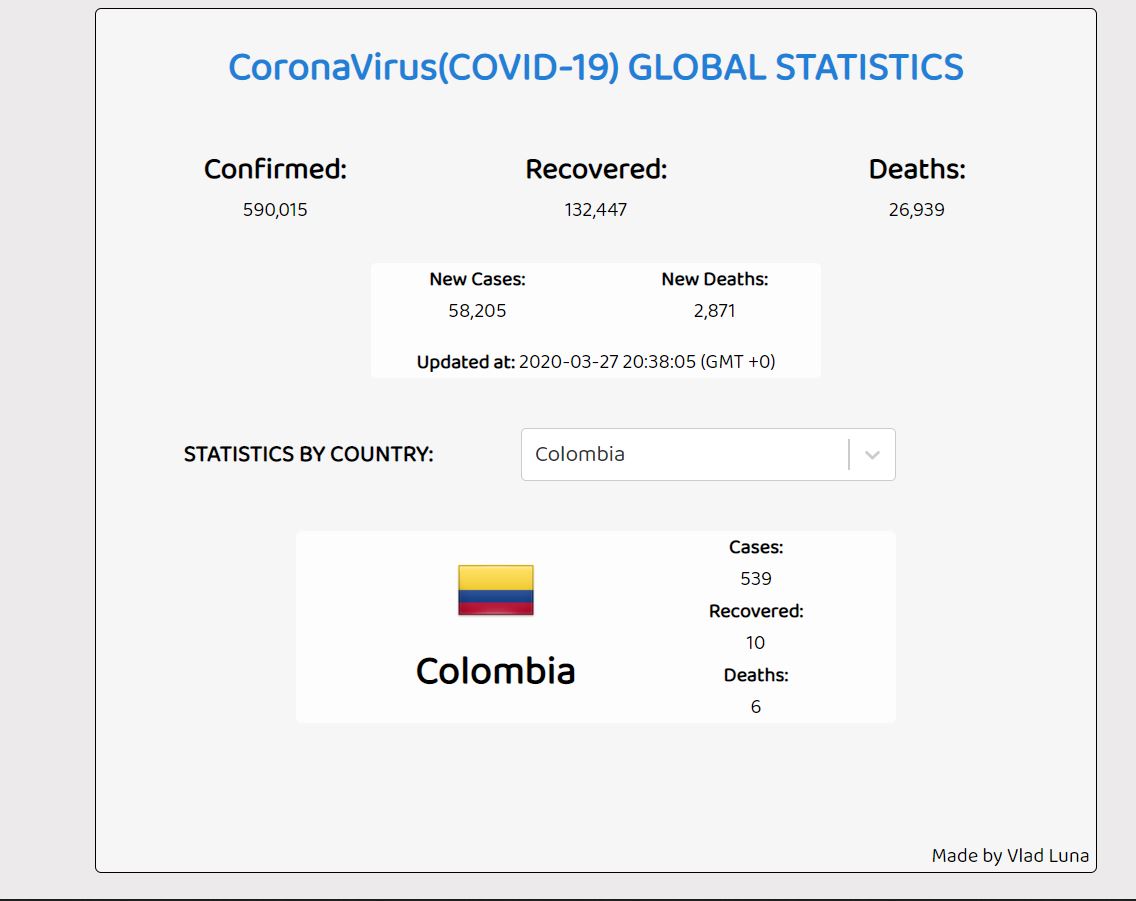 CoronaVirus(COVID-19) GLOBAL STATISTICS
Confirmed: Recovered: Deaths:
590,015 132,447 26,939
New Cases: New Deaths:
58,205 2,871
Updated at: 2020-03-27 20:38:05 (GMT +0)
STATISTICS BY COUNTRY: Colombia
Colombia
Cases:
539
Recovered:
10
Deaths:
6
Made by Vlad Luna